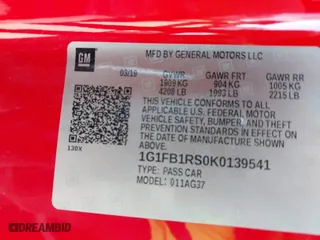 MFD BY GENERAL MOTORS LLC
GM
03/19 GVWR GAWR FRT GAWR RR
1909 KG 904 KG 1005 KG
4208 LB 1993 LB 2215 LB
THIS VEHICLE CONFORMS TO ALL APPLICABLE
U.S. FEDERAL MOTOR VEHICLE
SAFETY, BUMPER, AND THEFT
PREVENTION STANDARDS IN EFFECT
ON THE DATE OF MANUFACTURE
SHOWN ABOVE.
130X
1G1FB1RS0K0139541
TYPE: PASS CAR
MODEL: 911AG37
© DREAMBID.COM